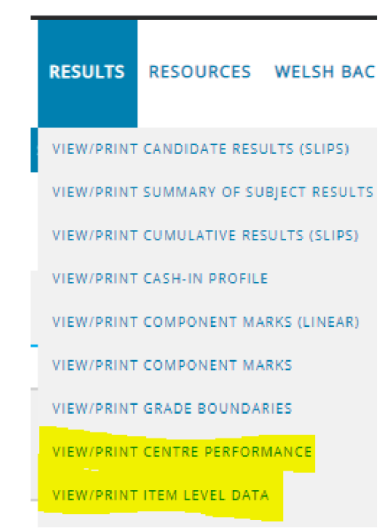 RESULTS RESOURCES WELSH BAC
VIEW/PRINT CANDIDATE RESULTS (SLIPS)
VIEW/PRINT SUMMARY OF SUBJECT RESULTS
VIEW/PRINT CUMULATIVE RESULTS (SLIPS)
VIEW/PRINT CASH-IN PROFILE
VIEW/PRINT COMPONENT MARKS (LINEAR)
VIEW/PRINT COMPONENT MARKS
VIEW/PRINT GRADE BOUNDARIES
VIEW/PRINT CENTRE PERFORMANCE
VIEW/PRINT ITEM LEVEL DATA